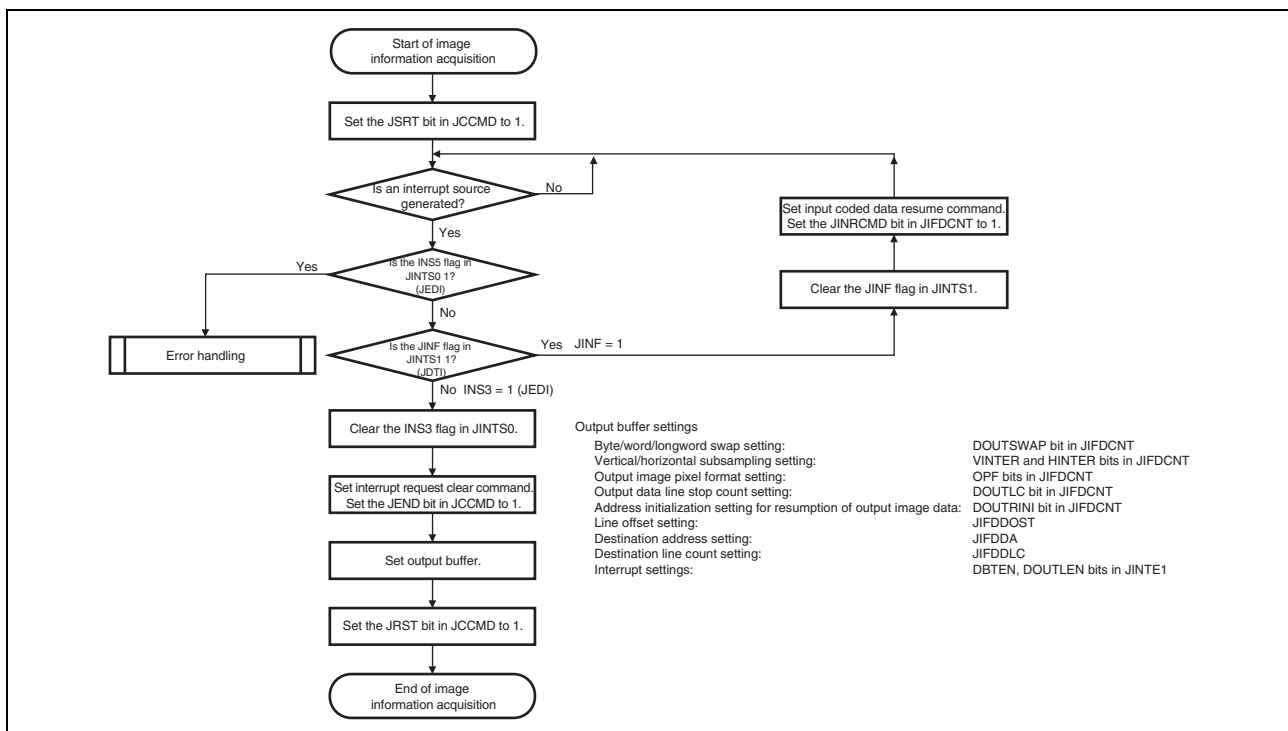 Start of image
information acquisition
Set the JSRT bit in JCCMD to 1.
Is an interrupt source
generated?
No
Yes
Is the INS5 flag in
JINTS0 1?
(JEDI)
Yes
No
Error handling
Is the JINF flag in
JINTS1 1?
(JDTI)
Yes JINF = 1
Set input coded data resume command.
Set the JINRCMD bit in JIFDCNT to 1.
Clear the JINF flag in JINTS1.
No INS3 = 1 (JEDI)
Clear the INS3 flag in JINTS0.
Set interrupt request clear command.
Set the JEND bit in JCCMD to 1.
Set output buffer.
Set the JRST bit in JCCMD to 1.
End of image
information acquisition
Output buffer settings
Byte/word/longword swap setting: DOUTSWAP bit in JIFDCNT
Vertical/horizontal subsampling setting: VINTER and HINTER bits in JIFDCNT
Output image pixel format setting: OPF bits in JIFDCNT
Output data line stop count setting: DOUTLC bit in JIFDCNT
Address initialization setting for resumption of output image data: DOUTRINI bit in JIFDCNT
Line offset setting: JIFDDOST
Destination address setting: JIFDDA
Destination line count setting: JIFDDLC
Interrupt settings: DBTEN, DOUTLEN bits in JINTE1